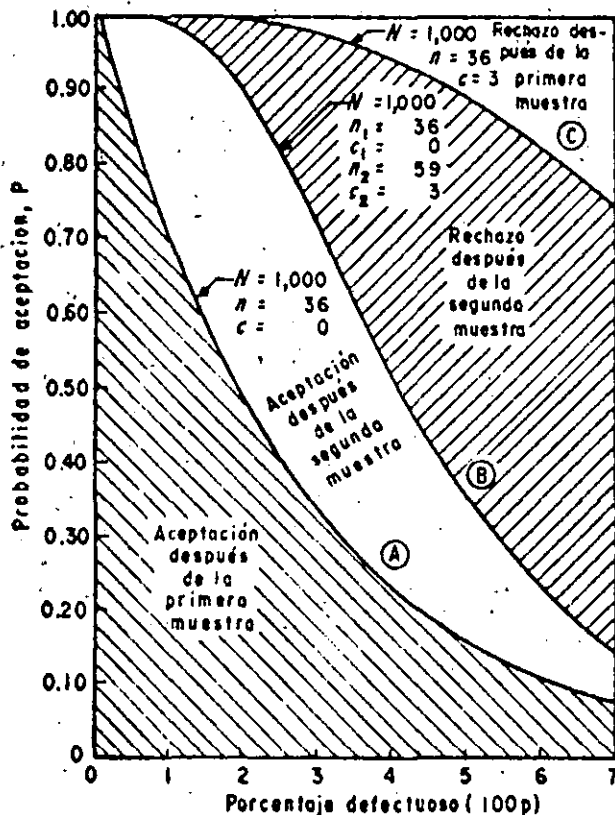 1.00
0.90
0.80
0.70
0.60
0.50
0.40
0.30
0.20
0.10
0
Probabilidad de aceptacion, P
N = 1,000
n = 36
c = 3
Rechazo des-
pués de la
primera
muestra
C
N = 1,000
n₁ = 36
c₁ = 0
n₂ = 59
c₂ = 3
Rechazo
después
de la
segunda
muestra
N = 1,000
n = 36
c = 0
Aceptación
después
de la
segunda
muestra
B
A
Aceptación
después
de la
primera
muestra
0 1 2 3 4 5 6 7
Porcentaje defectuoso (100p)